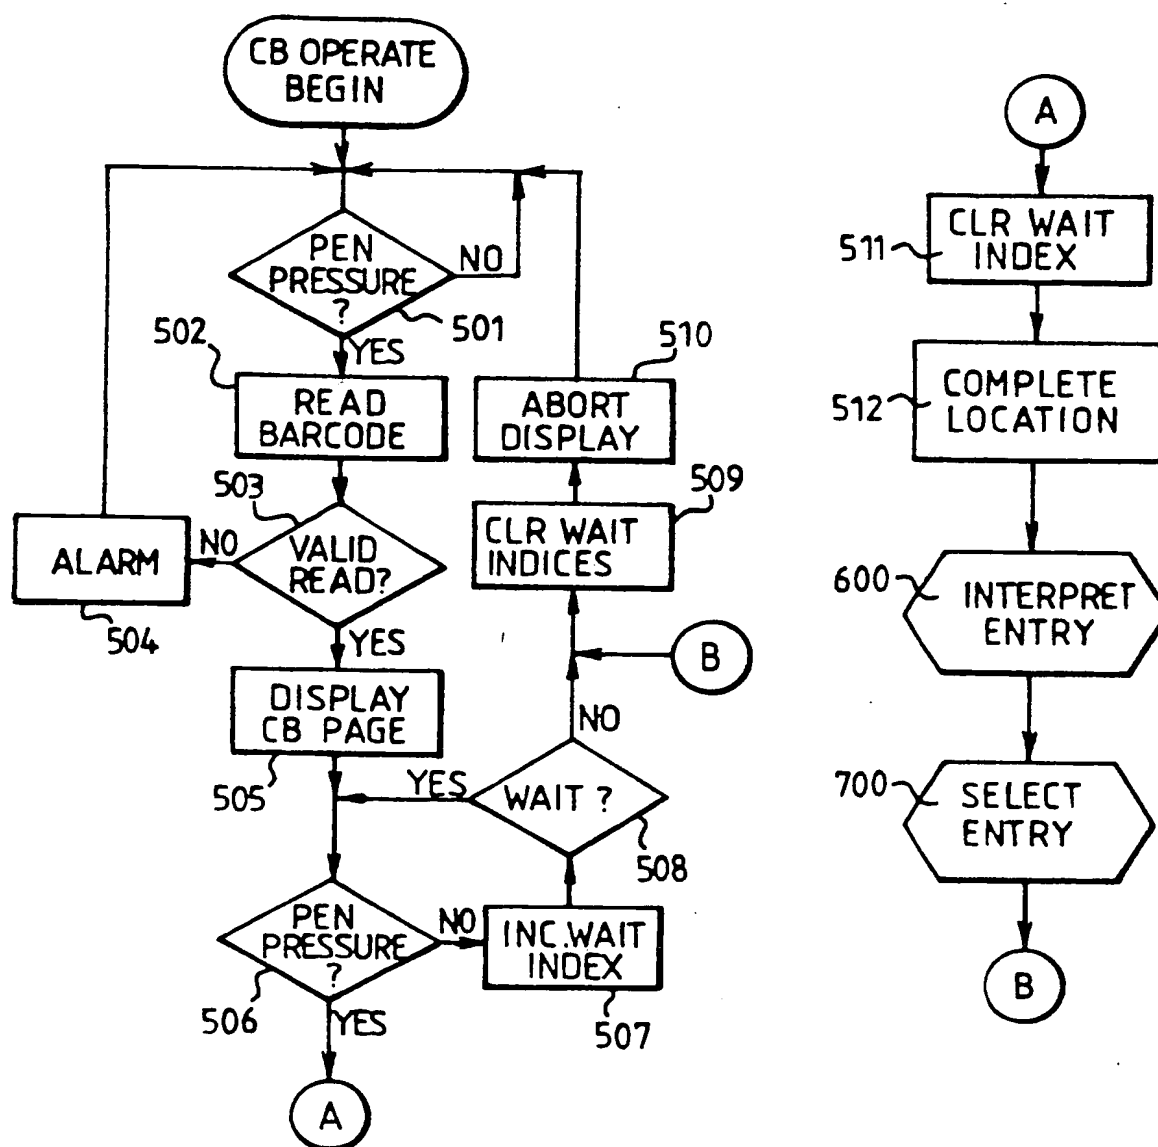 CB OPERATE
BEGIN
PEN
PRESSURE
?
NO
501
YES
502
READ
BARCODE
503
VALID
READ?
NO
ALARM
504
YES
DISPLAY
CB PAGE
505
PEN
PRESSURE
?
506
NO
YES
A
INC.WAIT
INDEX
507
WAIT ?
508
YES
NO
B
CLR WAIT
INDICES
509
ABORT
DISPLAY
510
A
CLR WAIT
INDEX
511
COMPLETE
LOCATION
512
INTERPRET
ENTRY
600
SELECT
ENTRY
700
B